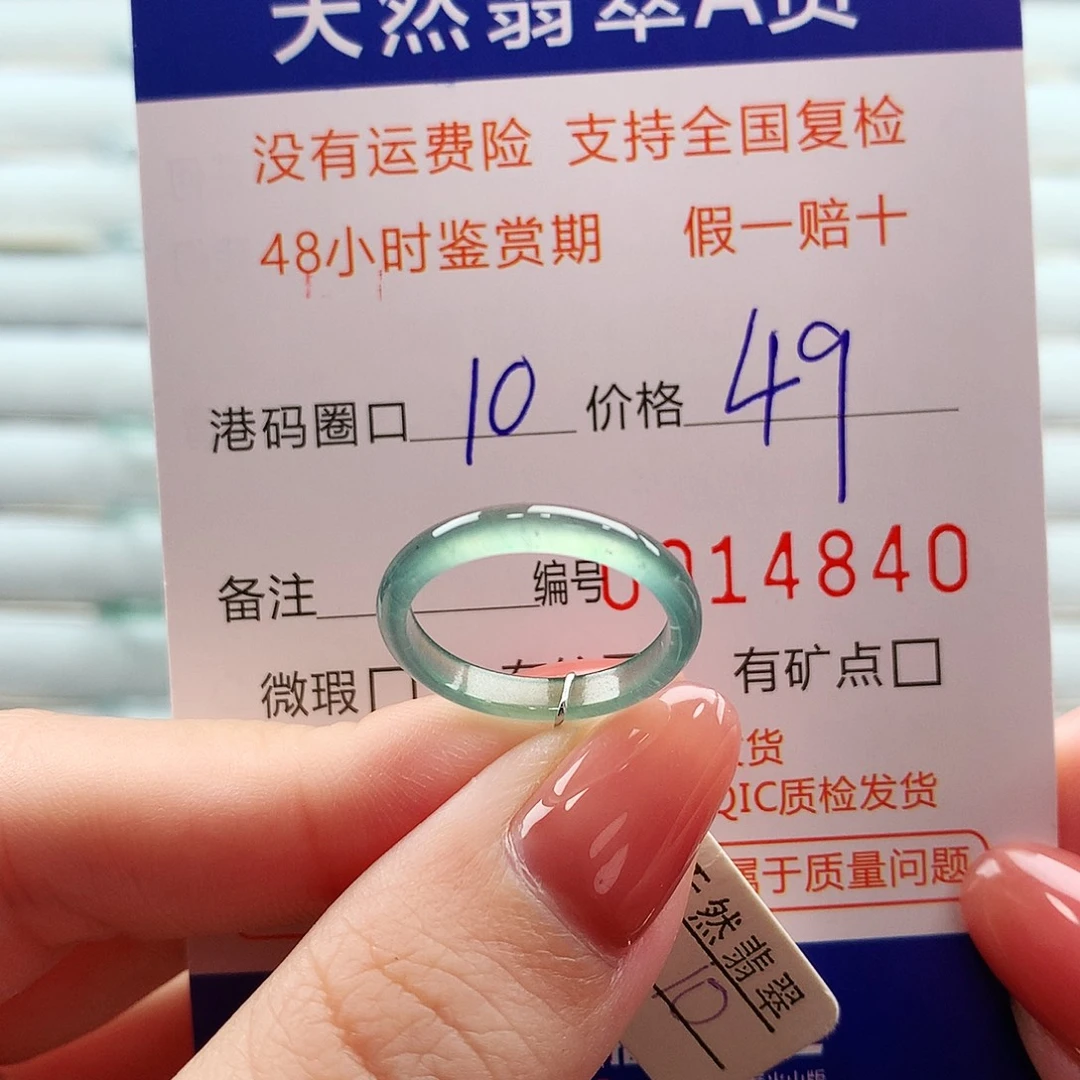 天然翡翠A货
没有运费险 支持全国复检
48小时鉴赏期 假一赔十
港码圈口 10 价格 49
备注 编号 0014840
微瑕□ 有矿点□
货
QIC质检发货
属于质量问题
天然翡翠
10